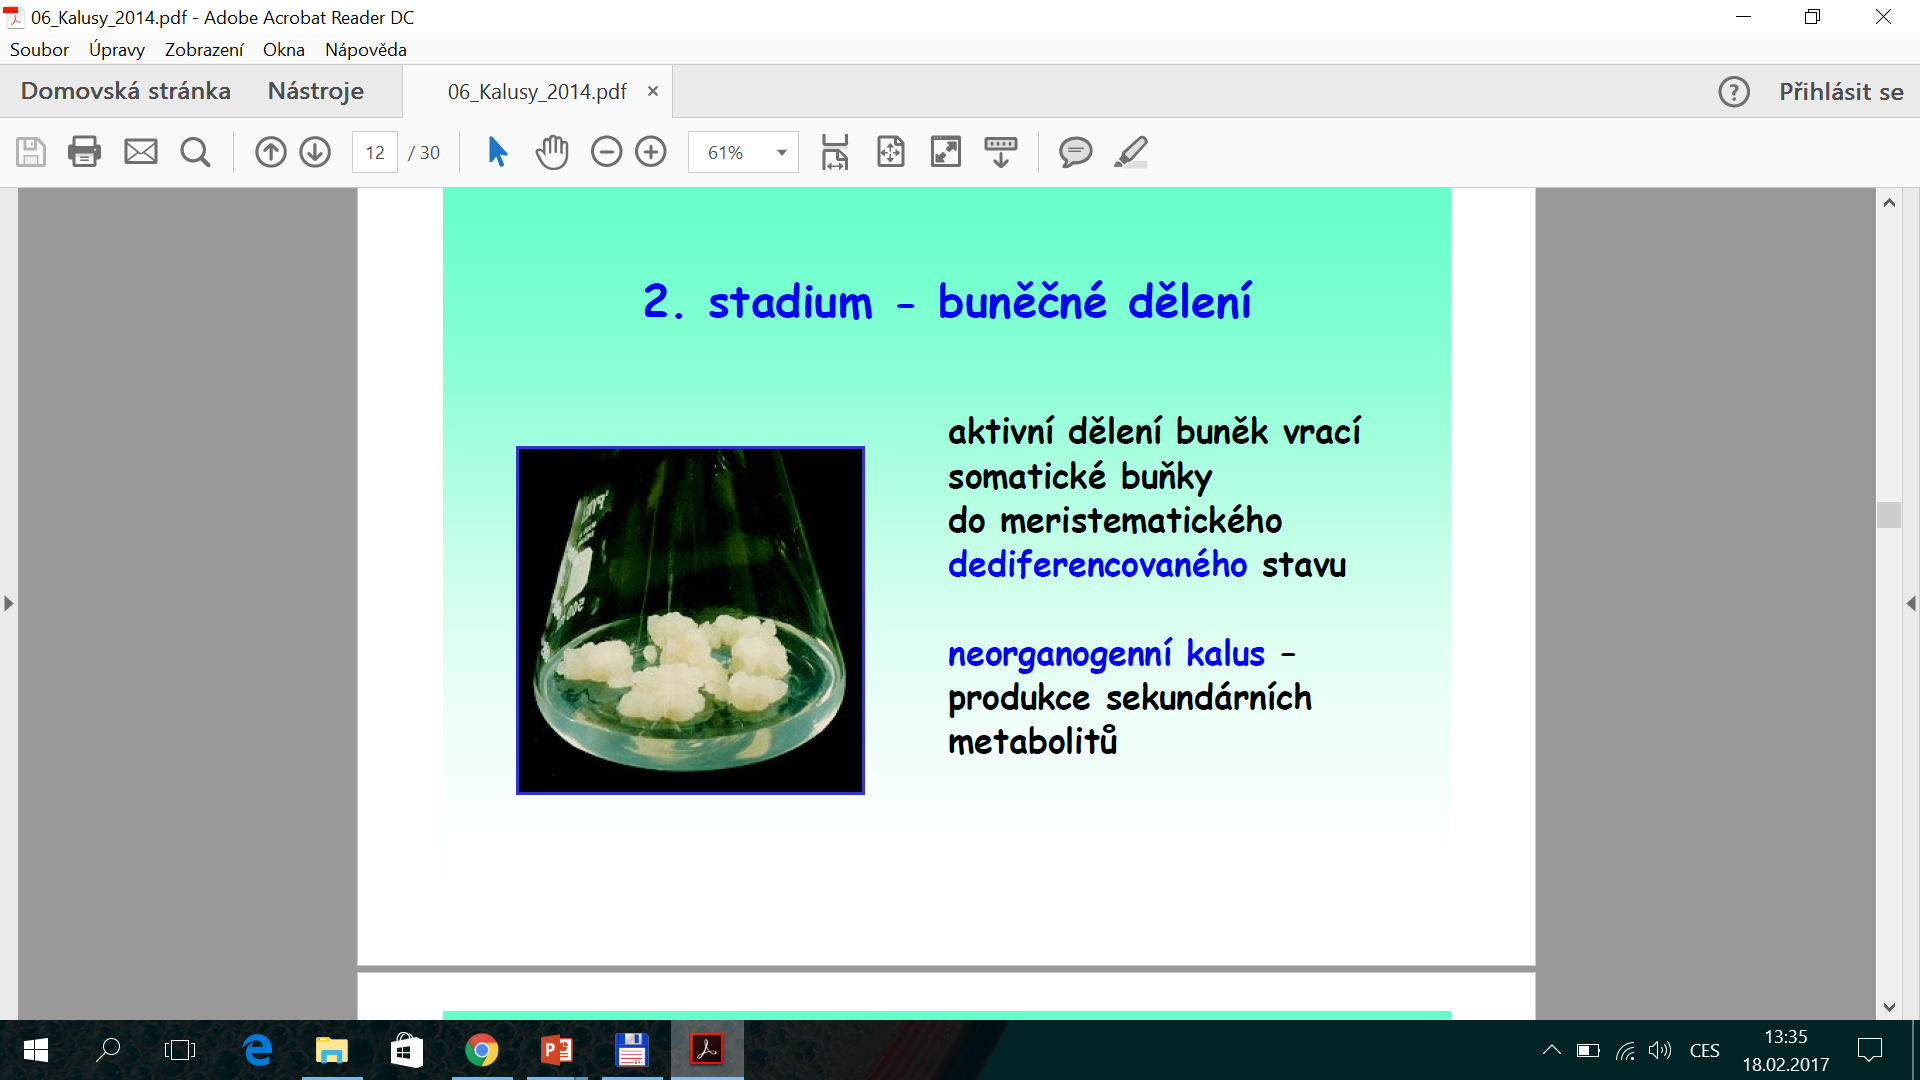 06_Kalusy_2014.pdf - Adobe Acrobat Reader DC
Soubor Úpravy Zobrazení Okna Nápověda
Domovská stránka Nástroje 06_Kalusy_2014.pdf Přihlásit se
12 / 30 61%
2. stadium - buněčné dělení
aktivní dělení buněk vrací
somatické buňky
do meristematického
dediferencovaného stavu
neorganogenní kalus –
produkce sekundárních
metabolitů
CES
13:35
18.02.2017